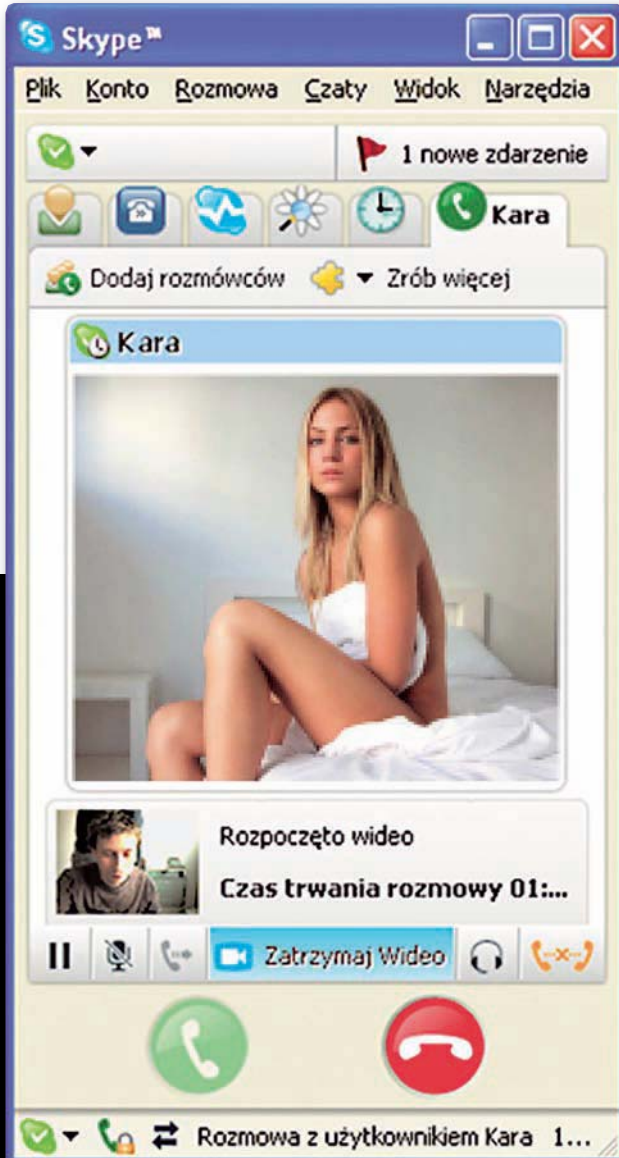 Skype™
Plik Konto Rozmowa Czaty Widok Narzędzia
1 nowe zdarzenie
Kara
Dodaj rozmówców Zrób więcej
Kara
Rozpoczęto wideo
Czas trwania rozmowy 01:...
Zatrzymaj Wideo
Rozmowa z użytkownikiem Kara 1...